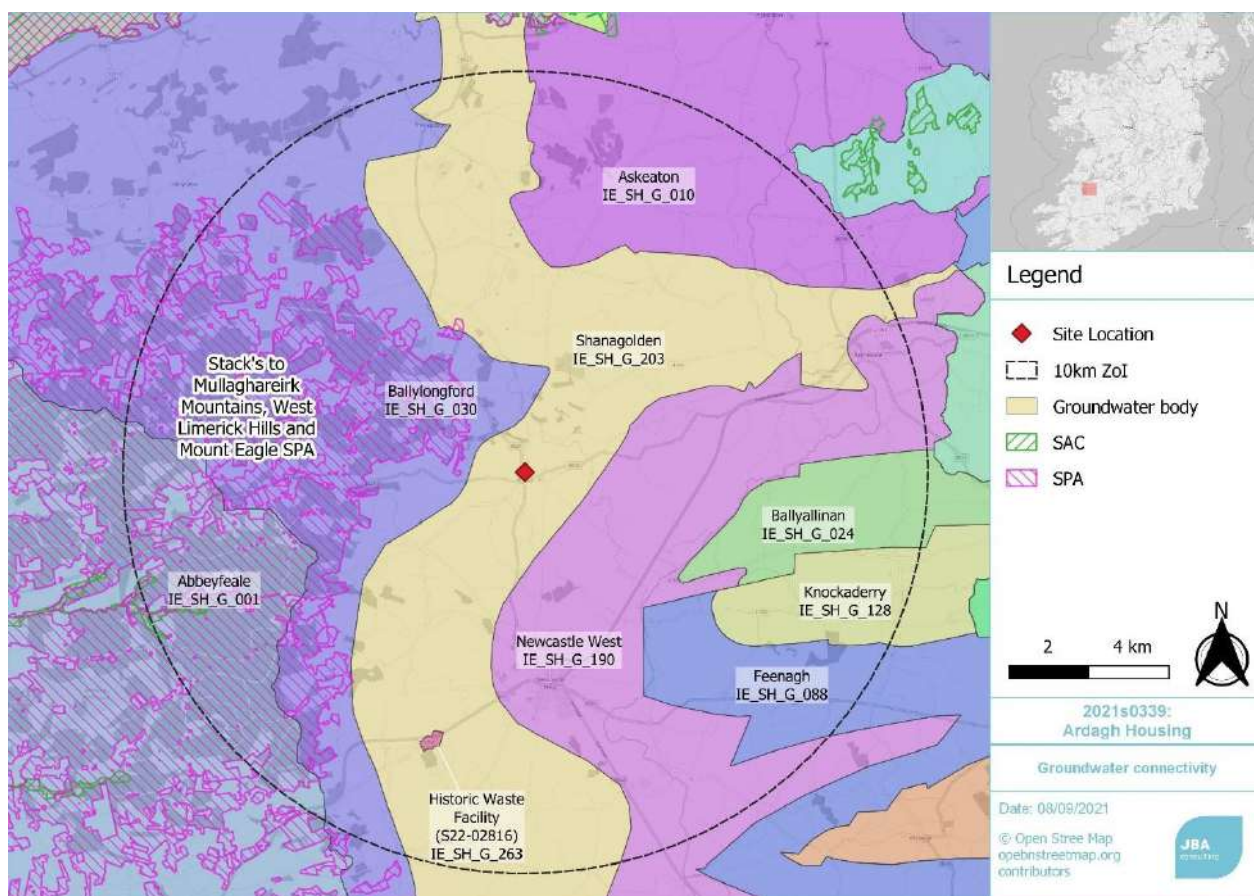 Askeaton
IE_SH_G_010
Shanagolden
IE_SH_G_203
Stack's to
Mullaghareirk
Mountains, West
Limerick Hills and
Mount Eagle SPA
Ballylongford
IE_SH_G_030
Ballyallinan
IE_SH_G_024
Abbeyfeale
IE_SH_G_001
Knockaderry
IE_SH_G_128
Newcastle West
IE_SH_G_190
Feenagh
IE_SH_G_088
Historic Waste
Facility
(S22-02816)
IE_SH_G_263
Legend
Site Location
10km ZoI
Groundwater body
SAC
SPA
N
2 4 km
2021s0339:
Ardagh Housing
Groundwater connectivity
Date: 08/09/2021
© Open Stree Map
opebnstreetmap.org
contributors
JBA
consulting